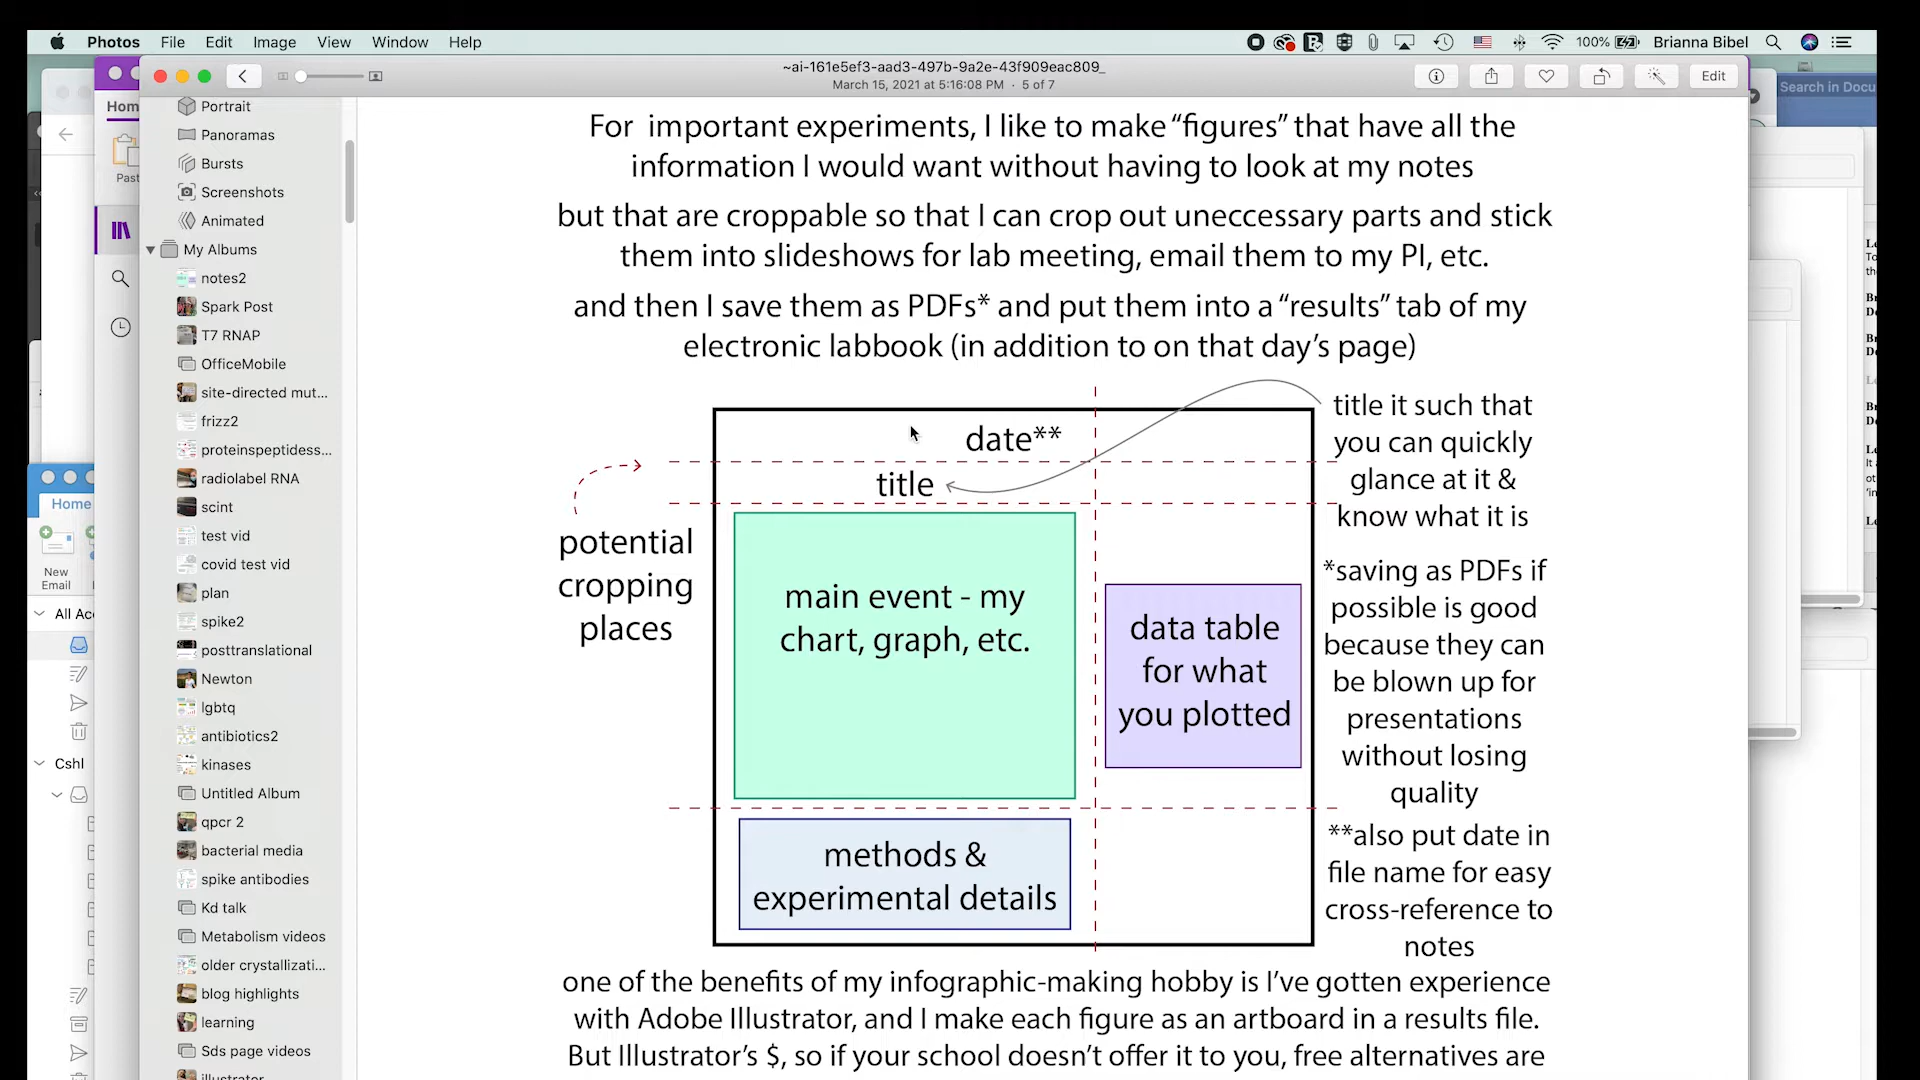 Photos File Edit Image View Window Help
100% Brianna Bibel
~ai-161e5ef3-aad3-497b-9a2e-43f909eac809_
March 15, 2021 at 5:16:08 PM · 5 of 7
Edit
Search in Docu
Hom
Past
Portrait
Panoramas
Bursts
Screenshots
Animated
My Albums
notes2
Spark Post
T7 RNAP
OfficeMobile
site-directed mut...
frizz2
proteinspeptidess...
radiolabel RNA
scint
test vid
covid test vid
plan
spike2
posttranslational
Newton
lgbtq
antibiotics2
kinases
Untitled Album
qpcr 2
bacterial media
spike antibodies
Kd talk
Metabolism videos
older crystallizati...
blog highlights
learning
Sds page videos
illustrator
Home
New
Email
All Acc
Cshl
For important experiments, I like to make “figures” that have all the
information I would want without having to look at my notes
but that are croppable so that I can crop out uneccessary parts and stick
them into slideshows for lab meeting, email them to my PI, etc.
and then I save them as PDFs* and put them into a “results” tab of my
electronic labbook (in addition to on that day’s page)
date**
title
potential
cropping
places
main event - my
chart, graph, etc.
data table
for what
you plotted
methods &
experimental details
title it such that
you can quickly
glance at it &
know what it is
*saving as PDFs if
possible is good
because they can
be blown up for
presentations
without losing
quality
**also put date in
file name for easy
cross-reference to
notes
one of the benefits of my infographic-making hobby is I’ve gotten experience
with Adobe Illustrator, and I make each figure as an artboard in a results file.
But Illustrator’s $, so if your school doesn’t offer it to you, free alternatives are